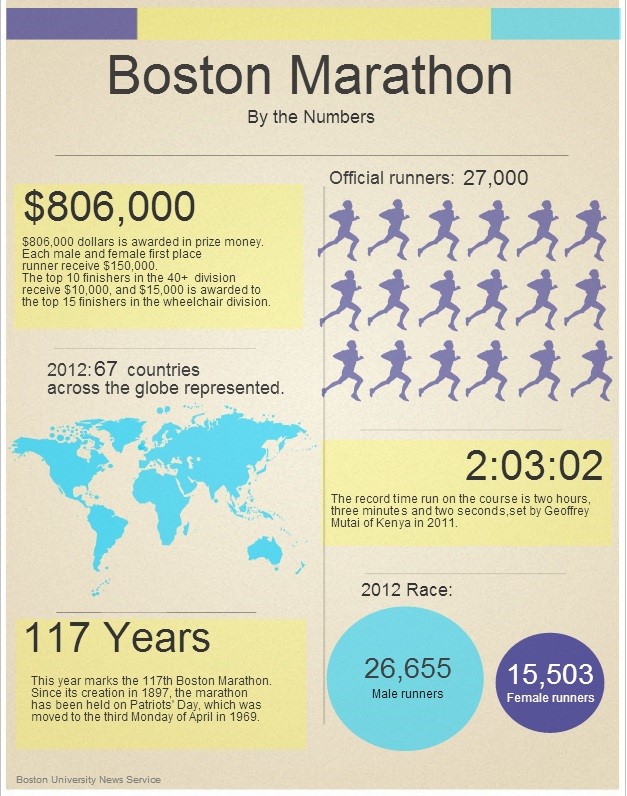 Boston Marathon
By the Numbers
$806,000
$806,000 dollars is awarded in prize money.
Each male and female first place
runner receive $150,000.
The top 10 finishers in the 40+ division
receive $10,000, and $15,000 is awarded to
the top 15 finishers in the wheelchair division.
2012: 67 countries
across the globe represented.
117 Years
This year marks the 117th Boston Marathon.
Since its creation in 1897, the marathon
has been held on Patriots' Day, which was
moved to the third Monday of April in 1969.
Official runners: 27,000
2:03:02
The record time run on the course is two hours,
three minutes and two seconds,set by Geoffrey
Mutai of Kenya in 2011.
2012 Race:
26,655
Male runners
15,503
Female runners
Boston University News Service